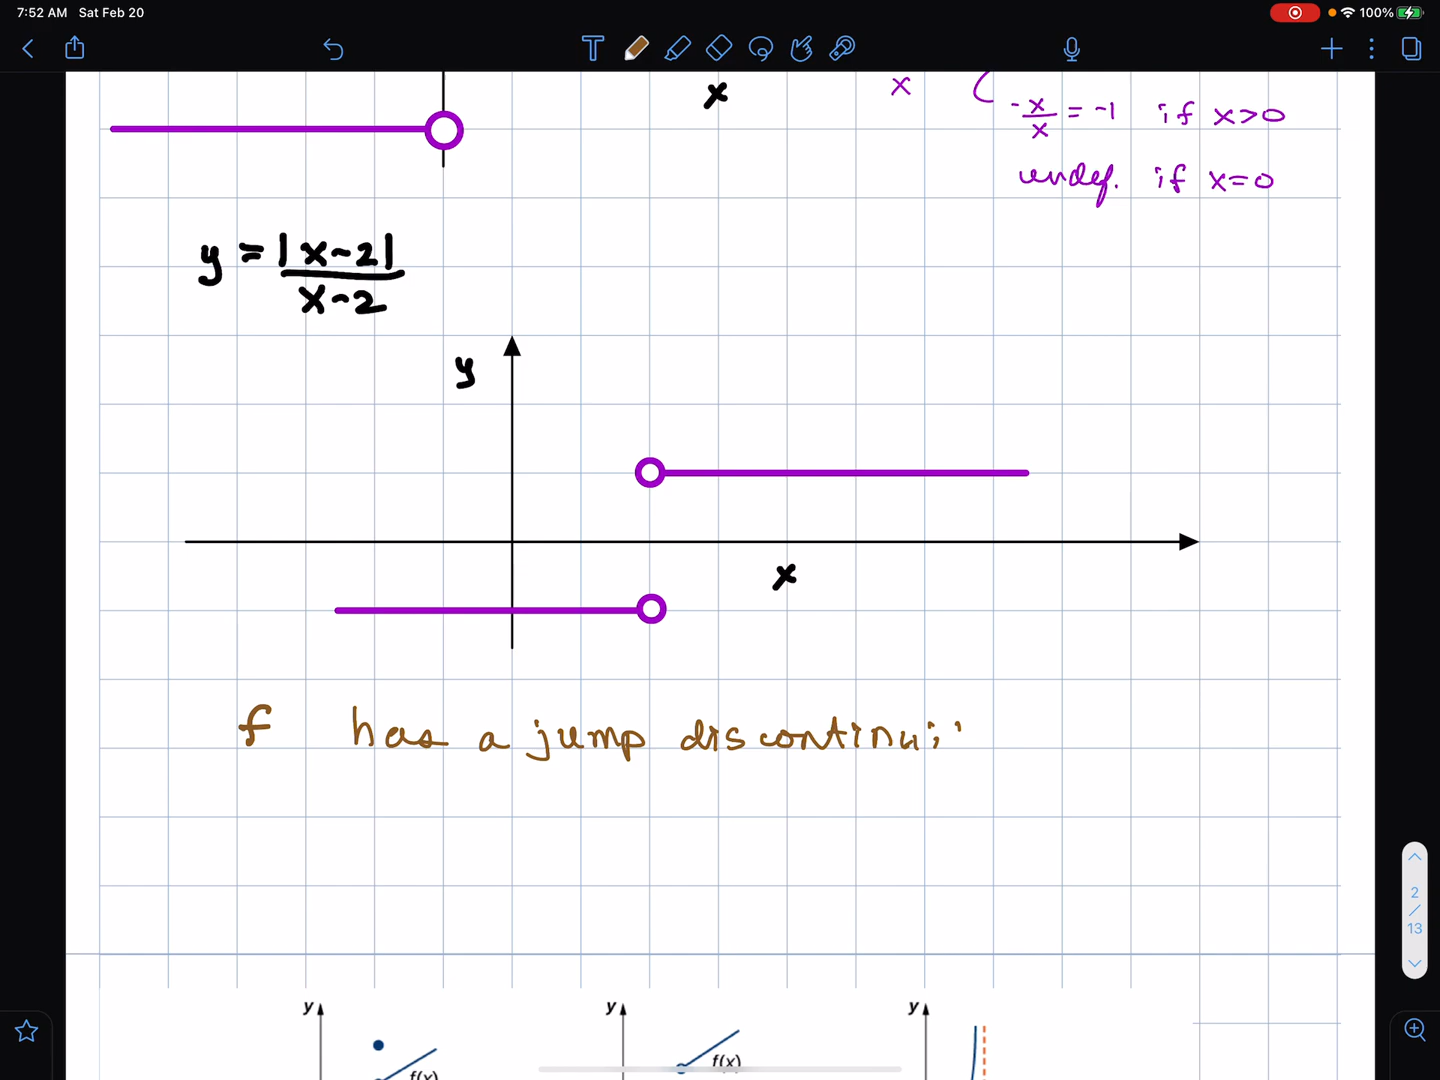 7:52 AM Sat Feb 20
100%
x
x
-x/x = -1 if x>0
undef. if x=0
y = |x-2|
x-2
y
x
f has a jump discontinui
2
/
13
y
y
y
f(x)
f(x)